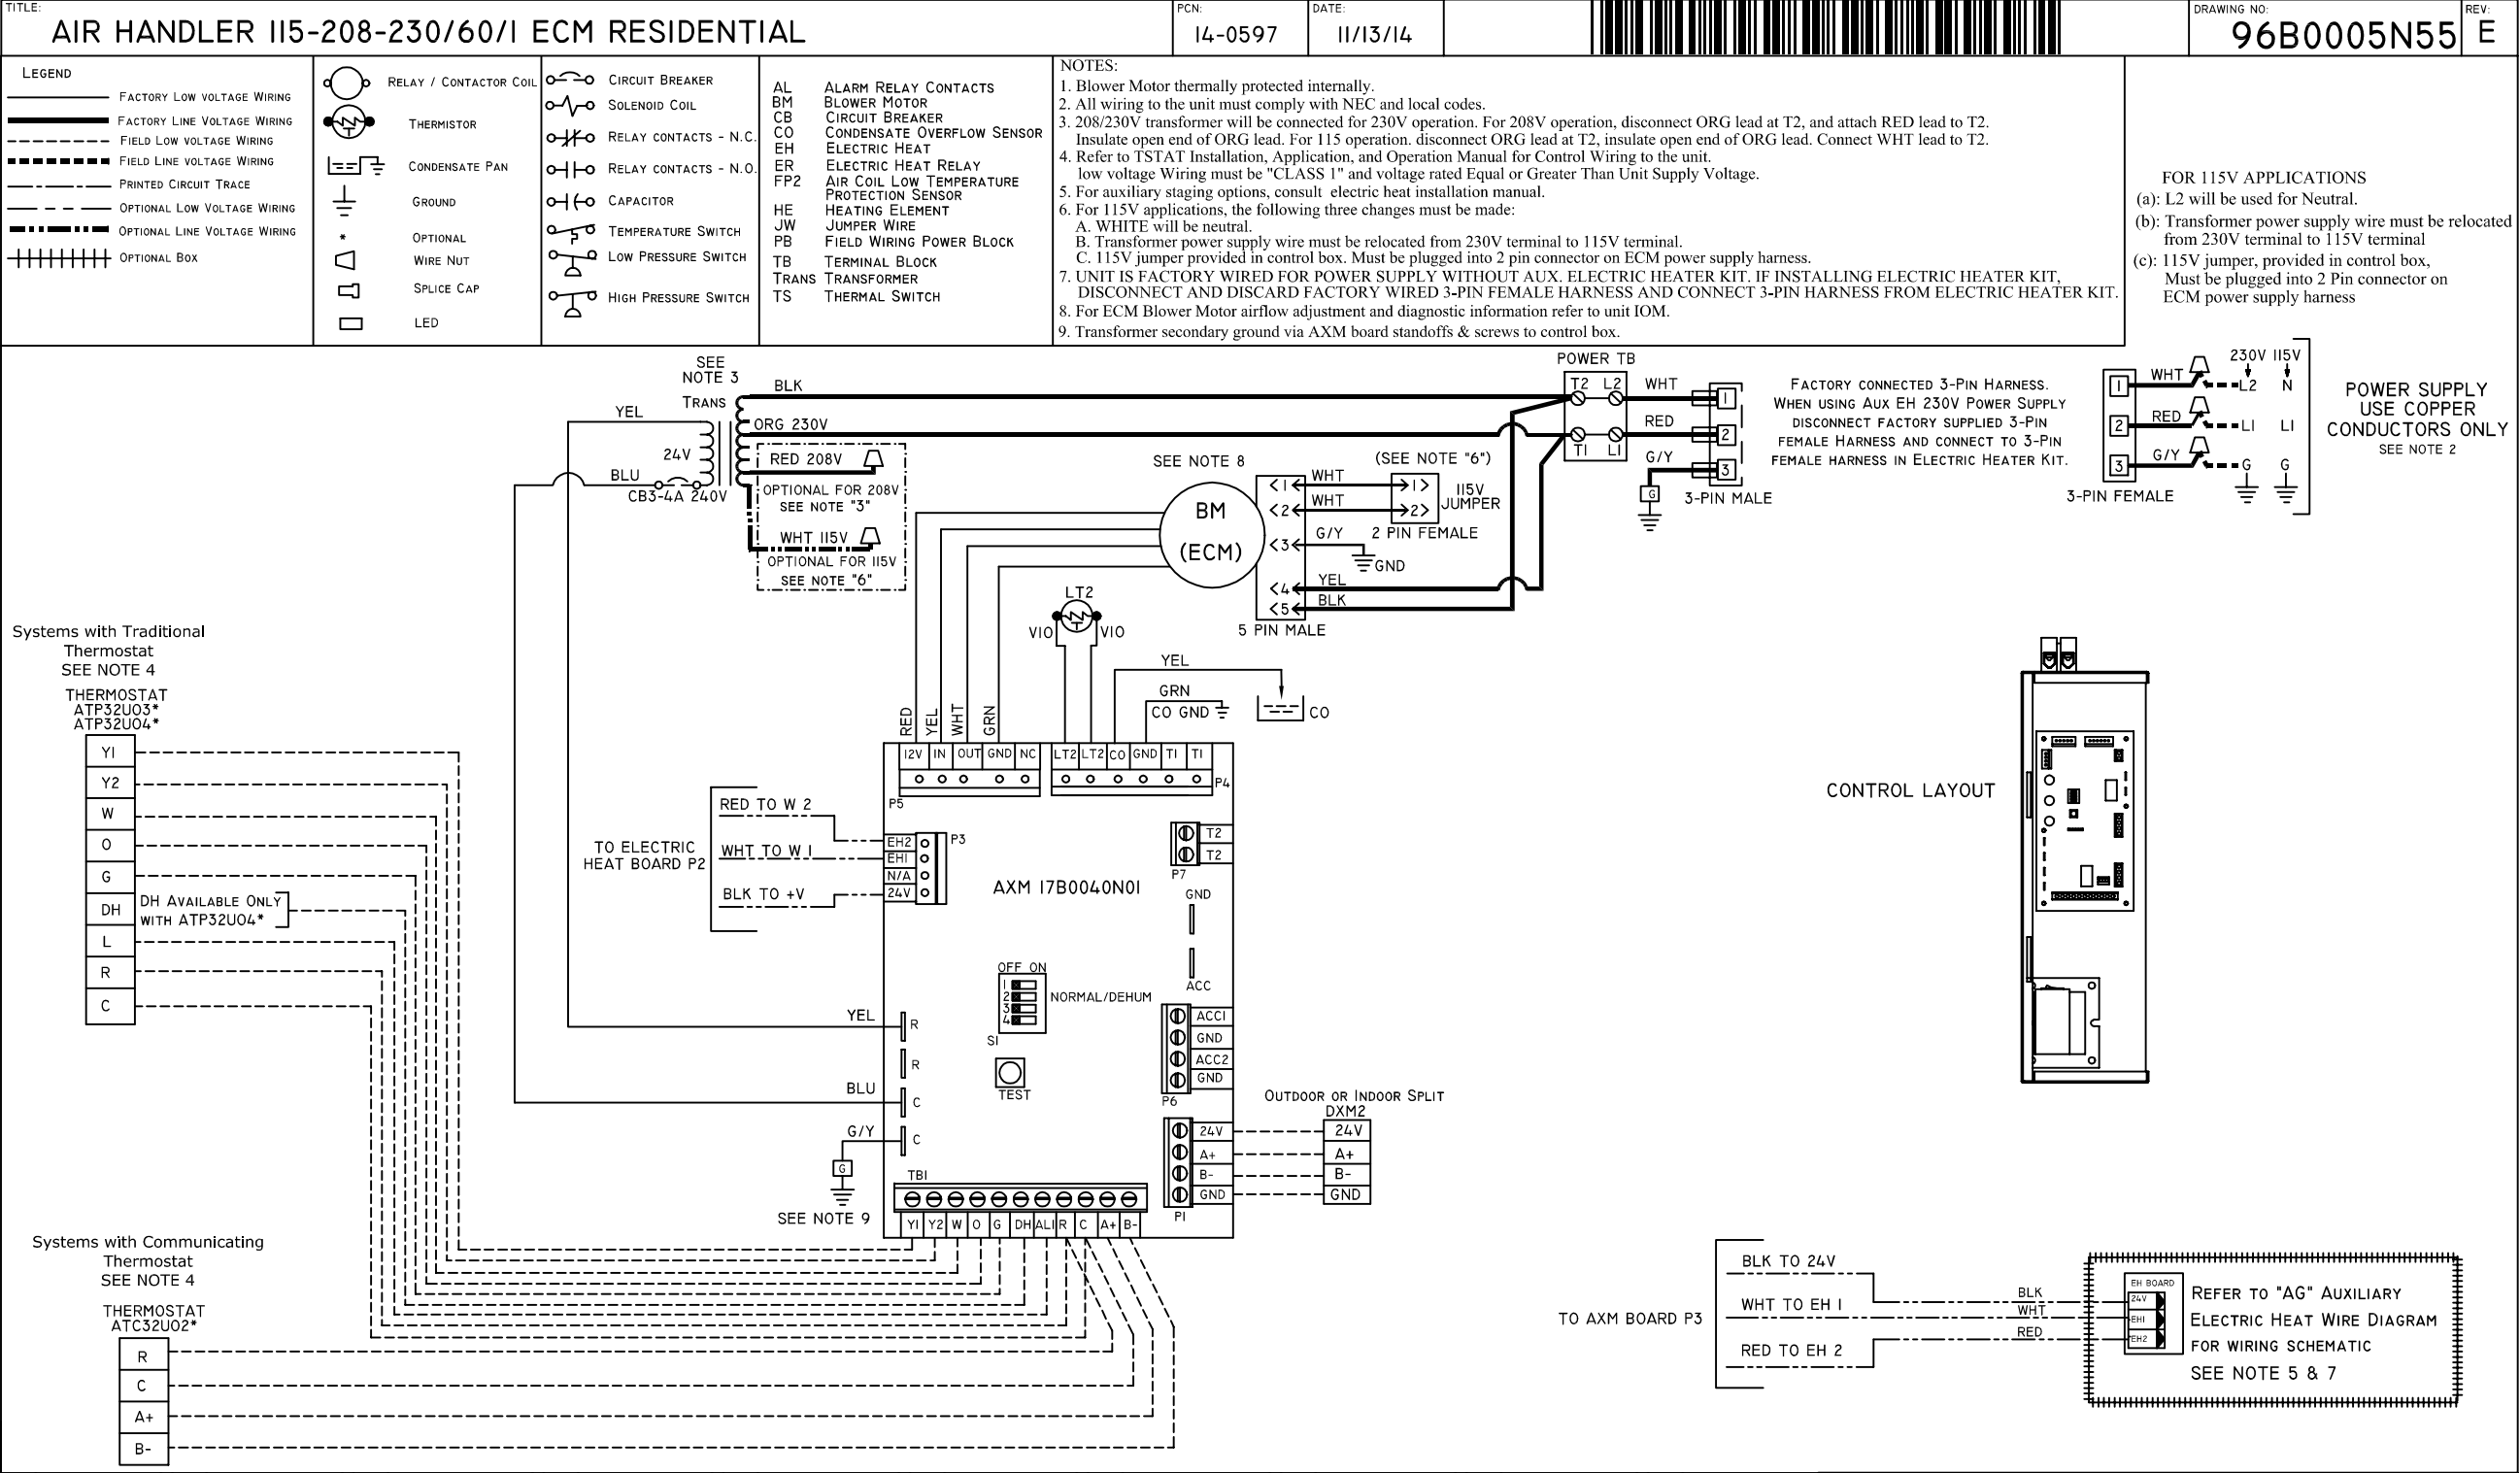 TITLE:
AIR HANDLER 115-208-230/60/1 ECM RESIDENTIAL
PCN:
14-0597
DATE:
11/13/14
DRAWING NO:
96B0005N55
REV:
E
LEGEND
FACTORY LOW VOLTAGE WIRING
FACTORY LINE VOLTAGE WIRING
FIELD LOW VOLTAGE WIRING
FIELD LINE VOLTAGE WIRING
PRINTED CIRCUIT TRACE
OPTIONAL LOW VOLTAGE WIRING
OPTIONAL LINE VOLTAGE WIRING
OPTIONAL BOX
RELAY / CONTACTOR COIL
THERMISTOR
CONDENSATE PAN
GROUND
* OPTIONAL
WIRE NUT
SPLICE CAP
LED
CIRCUIT BREAKER
SOLENOID COIL
RELAY CONTACTS - N.C.
RELAY CONTACTS - N.O.
CAPACITOR
TEMPERATURE SWITCH
LOW PRESSURE SWITCH
HIGH PRESSURE SWITCH
AL ALARM RELAY CONTACTS
BM BLOWER MOTOR
CB CIRCUIT BREAKER
CO CONDENSATE OVERFLOW SENSOR
EH ELECTRIC HEAT
ER ELECTRIC HEAT RELAY
FP2 AIR COIL LOW TEMPERATURE
PROTECTION SENSOR
HE HEATING ELEMENT
JW JUMPER WIRE
PB FIELD WIRING POWER BLOCK
TB TERMINAL BLOCK
TRANS TRANSFORMER
TS THERMAL SWITCH
NOTES:
1. Blower Motor thermally protected internally.
2. All wiring to the unit must comply with NEC and local codes.
3. 208/230V transformer will be connected for 230V operation. For 208V operation, disconnect ORG lead at T2, and attach RED lead to T2.
Insulate open end of ORG lead. For 115 operation. disconnect ORG lead at T2, insulate open end of ORG lead. Connect WHT lead to T2.
4. Refer to TSTAT Installation, Application, and Operation Manual for Control Wiring to the unit.
low voltage Wiring must be "CLASS 1" and voltage rated Equal or Greater Than Unit Supply Voltage.
5. For auxiliary staging options, consult electric heat installation manual.
6. For 115V applications, the following three changes must be made:
A. WHITE will be neutral.
B. Transformer power supply wire must be relocated from 230V terminal to 115V terminal.
C. 115V jumper provided in control box. Must be plugged into 2 pin connector on ECM power supply harness.
7. UNIT IS FACTORY WIRED FOR POWER SUPPLY WITHOUT AUX. ELECTRIC HEATER KIT. IF INSTALLING ELECTRIC HEATER KIT,
DISCONNECT AND DISCARD FACTORY WIRED 3-PIN FEMALE HARNESS AND CONNECT 3-PIN HARNESS FROM ELECTRIC HEATER KIT.
8. For ECM Blower Motor airflow adjustment and diagnostic information refer to unit IOM.
9. Transformer secondary ground via AXM board standoffs & screws to control box.
FOR 115V APPLICATIONS
(a): L2 will be used for Neutral.
(b): Transformer power supply wire must be relocated
from 230V terminal to 115V terminal
(c): 115V jumper, provided in control box,
Must be plugged into 2 Pin connector on
ECM power supply harness
SEE
NOTE 3
TRANS
BLK
YEL
ORG 230V
24V
RED 208V
BLU
CB3-4A 240V
OPTIONAL FOR 208V
SEE NOTE "3"
WHT 115V
OPTIONAL FOR 115V
SEE NOTE "6"
POWER TB
T2 L2
T1 L1
WHT
RED
G/Y
1
2
3
G
3-PIN MALE
FACTORY CONNECTED 3-PIN HARNESS.
WHEN USING AUX EH 230V POWER SUPPLY
DISCONNECT FACTORY SUPPLIED 3-PIN
FEMALE HARNESS AND CONNECT TO 3-PIN
FEMALE HARNESS IN ELECTRIC HEATER KIT.
230V 115V
1 WHT L2 N
2 RED L1 L1
3 G/Y G G
3-PIN FEMALE
POWER SUPPLY
USE COPPER
CONDUCTORS ONLY
SEE NOTE 2
SEE NOTE 8
BM
(ECM)
(SEE NOTE "6")
1 WHT 1
2 WHT 2
115V
JUMPER
2 PIN FEMALE
3 G/Y
GND
4 YEL
5 BLK
5 PIN MALE
LT2
VIO VIO
YEL
GRN
CO GND
CO
RED
YEL
WHT
GRN
12V IN OUT GND NC
LT2 LT2 CO GND T1 T1
P5
P4
Systems with Traditional
Thermostat
SEE NOTE 4
THERMOSTAT
ATP32U03*
ATP32U04*
Y1
Y2
W
O
G
DH
L
R
C
DH AVAILABLE ONLY
WITH ATP32U04*
TO ELECTRIC
HEAT BOARD P2
RED TO W 2
WHT TO W 1
BLK TO +V
EH2
EH1
N/A
24V
P3
AXM 17B0040N01
T2
T2
P7
GND
ACC
OFF ON
1
2
3
4
NORMAL/DEHUM
S1
TEST
YEL
R
R
BLU
C
G/Y
C
G
SEE NOTE 9
ACC1
GND
ACC2
GND
P6
24V
A+
B-
GND
P1
OUTDOOR OR INDOOR SPLIT
DXM2
24V
A+
B-
GND
TB1
Y1 Y2 W O G DH AL1 R C A+ B-
CONTROL LAYOUT
Systems with Communicating
Thermostat
SEE NOTE 4
THERMOSTAT
ATC32U02*
R
C
A+
B-
TO AXM BOARD P3
BLK TO 24V
WHT TO EH 1
RED TO EH 2
BLK
WHT
RED
EH BOARD
24V
EH1
EH2
REFER TO "AG" AUXILIARY
ELECTRIC HEAT WIRE DIAGRAM
FOR WIRING SCHEMATIC
SEE NOTE 5 & 7